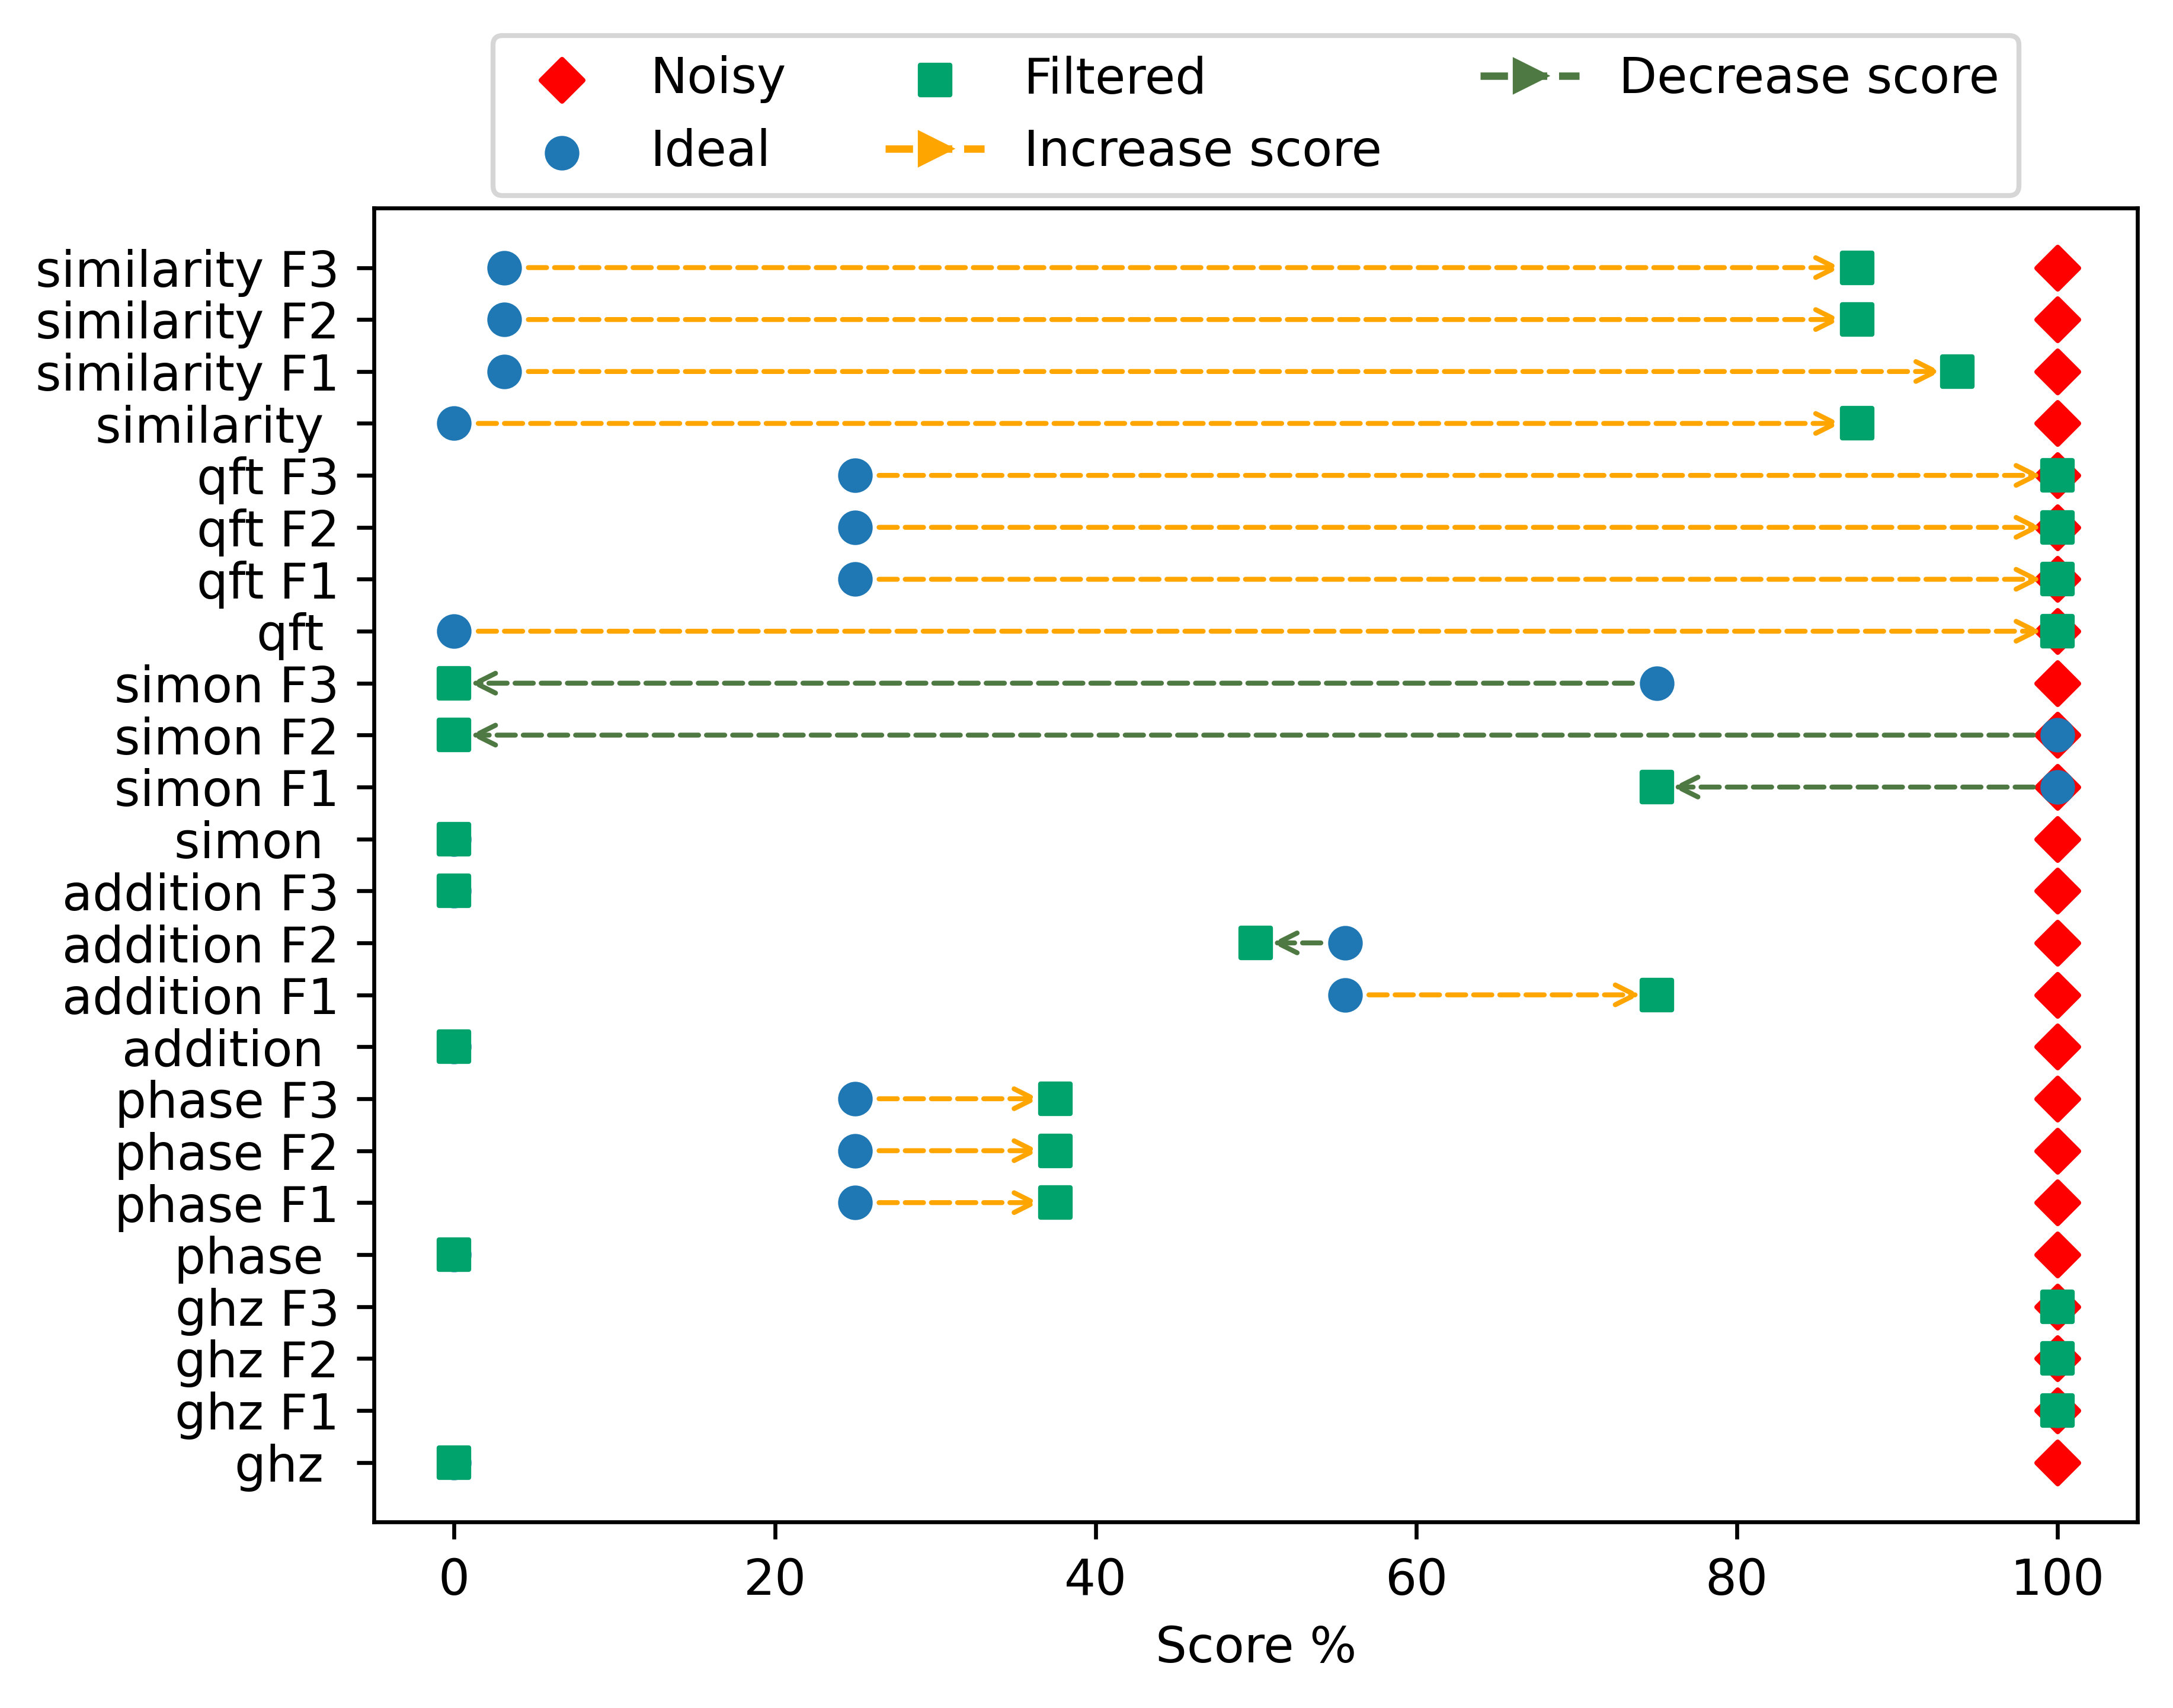 Noisy
Ideal
Filtered
Increase score
Decrease score
similarity F3
similarity F2
similarity F1
similarity
qft F3
qft F2
qft F1
qft
simon F3
simon F2
simon F1
simon
addition F3
addition F2
addition F1
addition
phase F3
phase F2
phase F1
phase
ghz F3
ghz F2
ghz F1
ghz
0 20 40 60 80 100
Score %